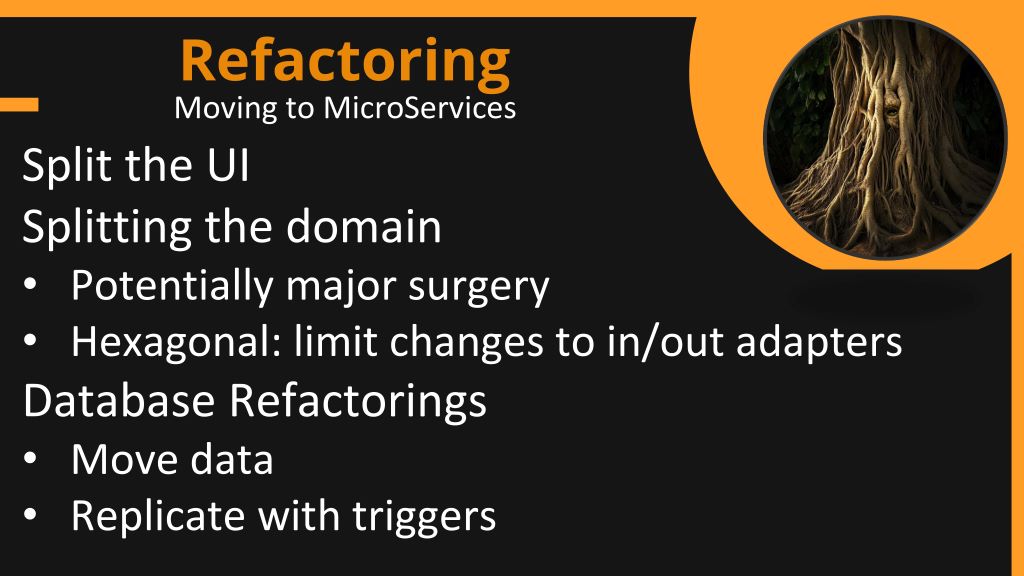 Refactoring
Moving to MicroServices
Split the UI
Splitting the domain
• Potentially major surgery
• Hexagonal: limit changes to in/out adapters
Database Refactorings
• Move data
• Replicate with triggers